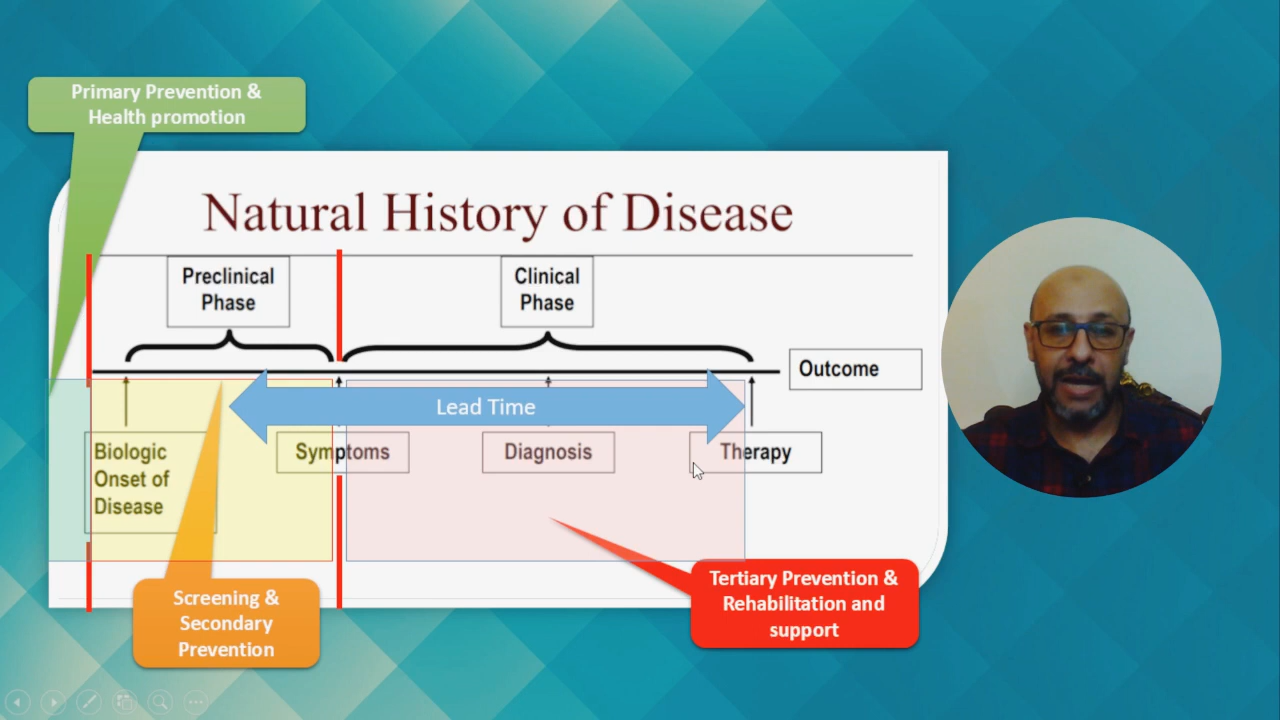 Primary Prevention &
Health promotion
Natural History of Disease
Preclinical
Phase
Clinical
Phase
Outcome
Lead Time
Biologic
Onset of
Disease
Symptoms
Diagnosis
Therapy
Screening &
Secondary
Prevention
Tertiary Prevention &
Rehabilitation and
support